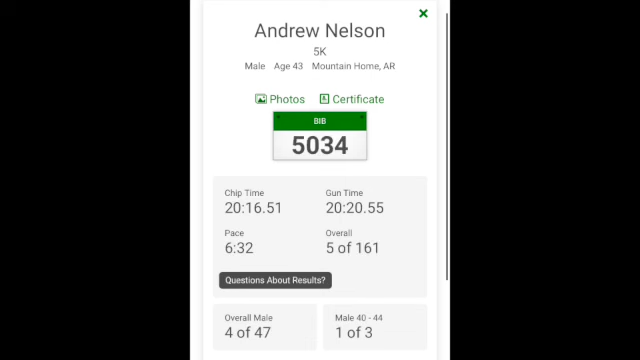 Andrew Nelson
5K
Male Age 43 Mountain Home, AR
Photos Certificate
BIB
5034
Chip Time Gun Time
20:16.51 20:20.55
Pace Overall
6:32 5 of 161
Questions About Results?
Overall Male Male 40 - 44
4 of 47 1 of 3